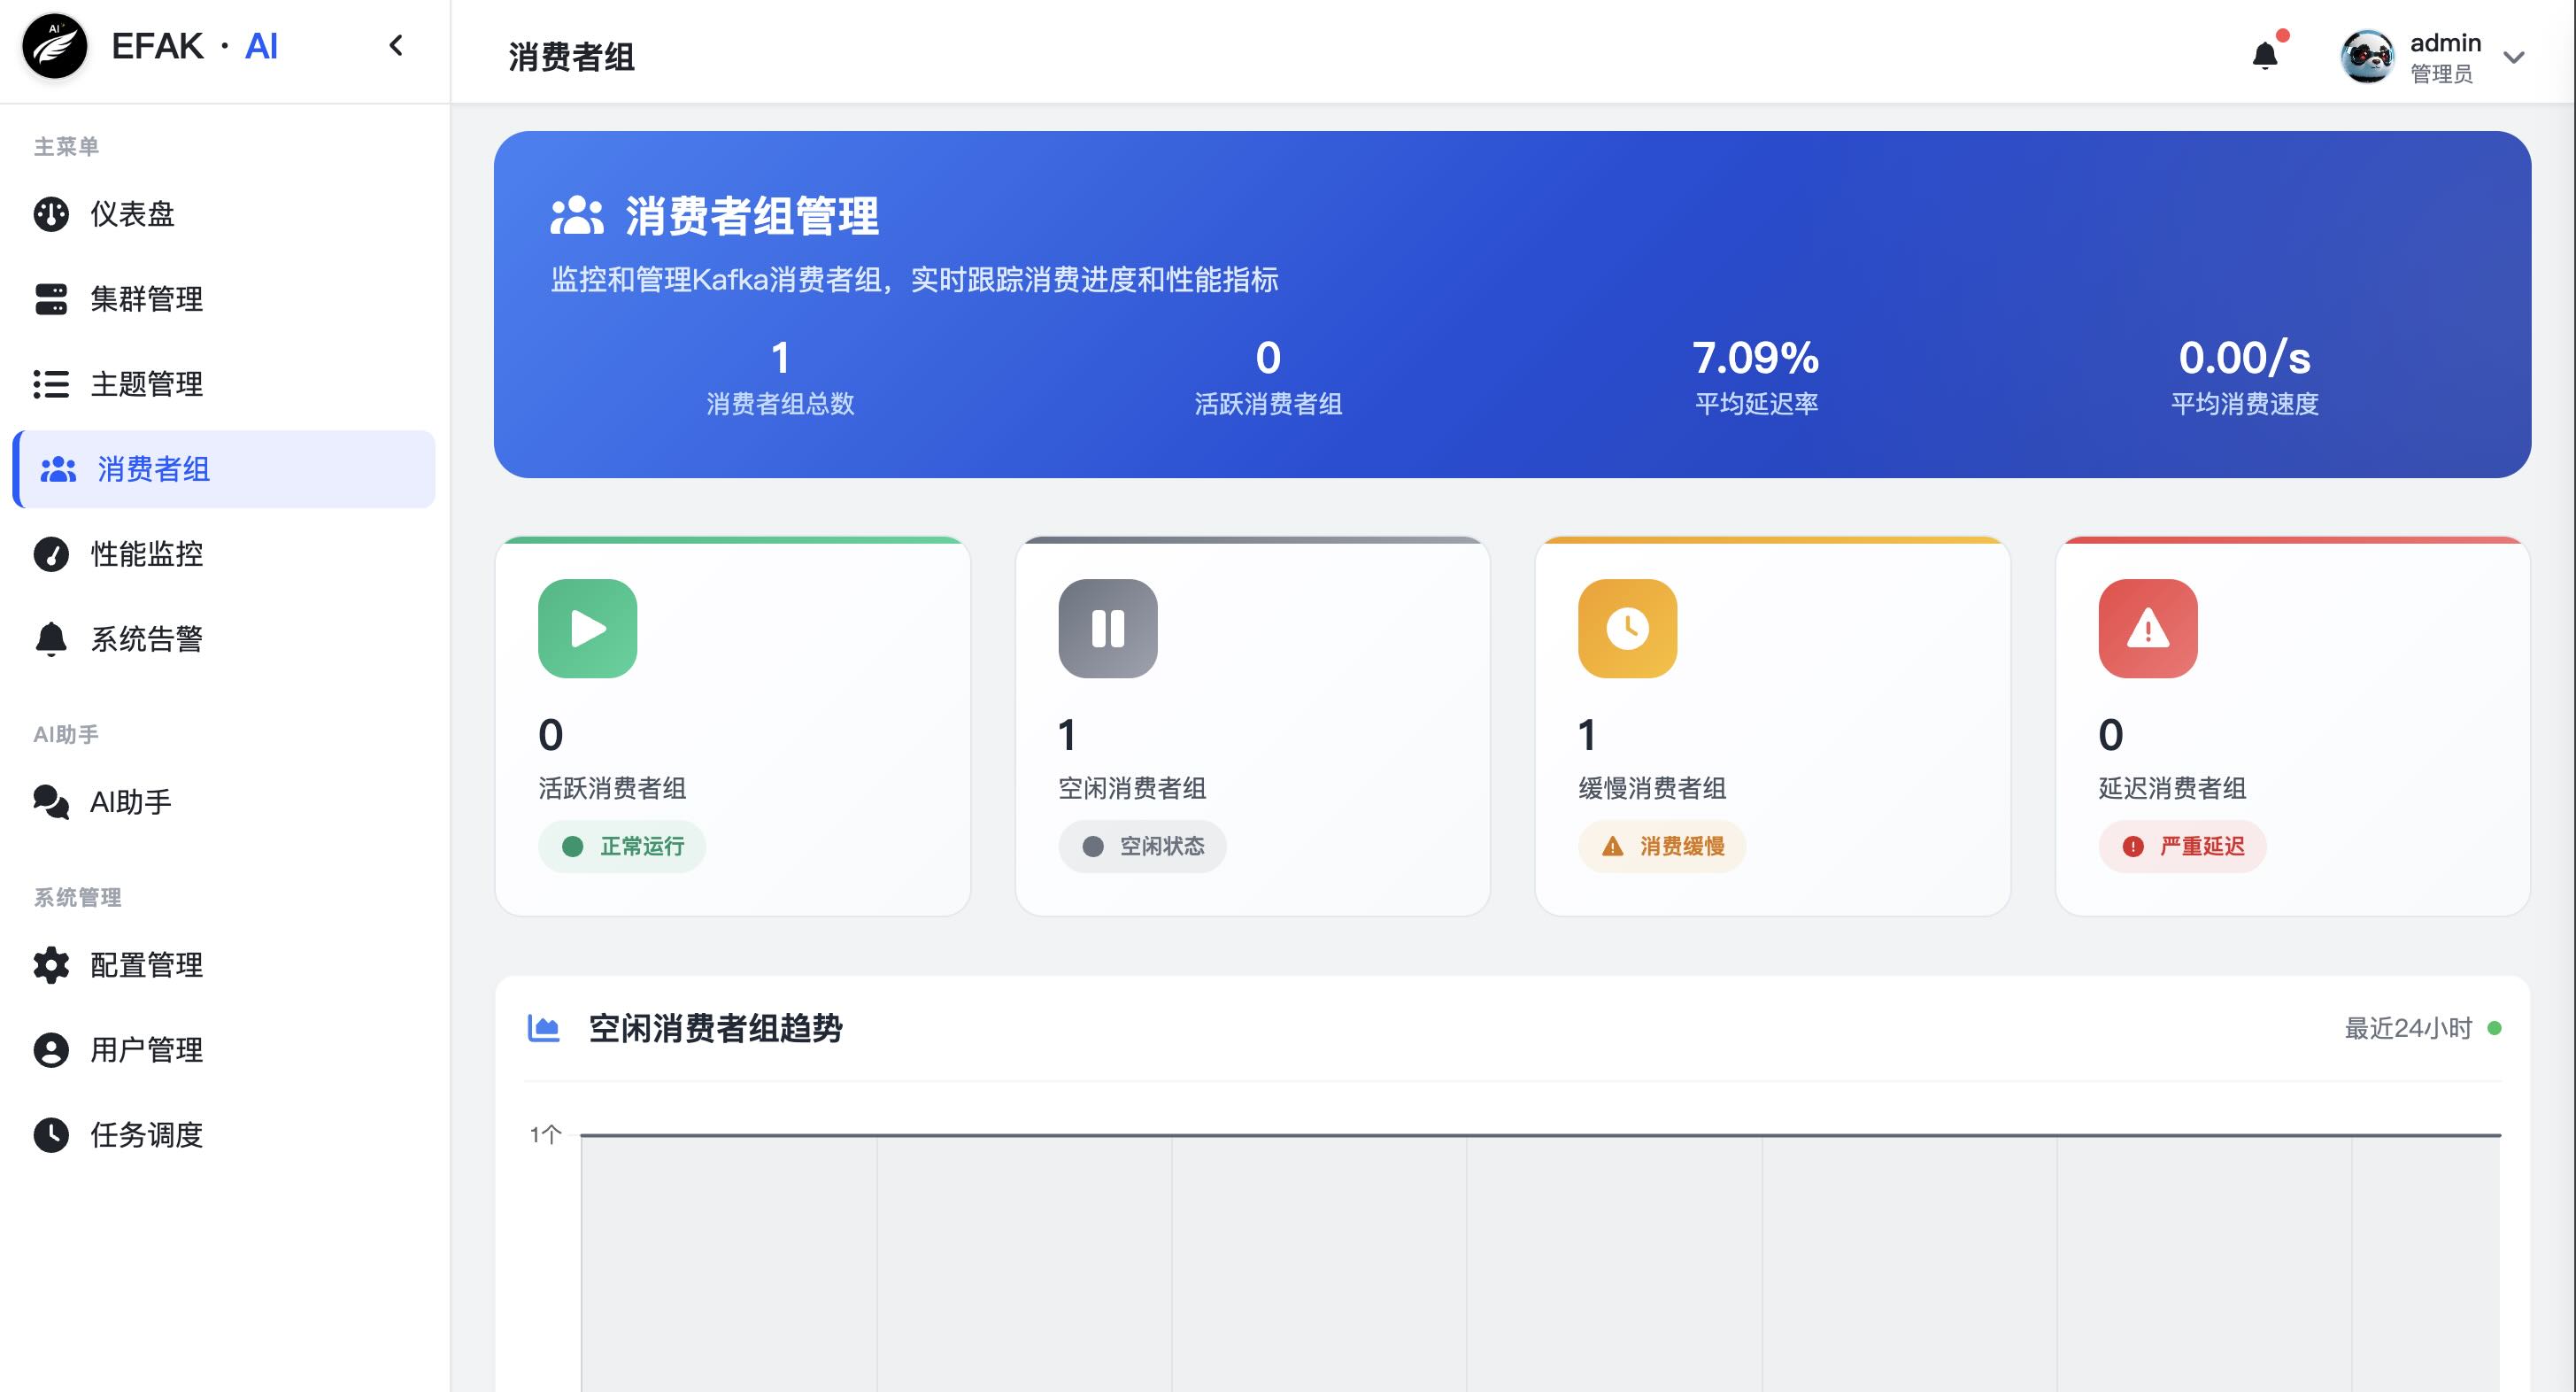 AI
EFAK · AI
消费者组
admin
管理员
主菜单
仪表盘
集群管理
主题管理
消费者组
性能监控
系统告警
AI助手
AI助手
系统管理
配置管理
用户管理
任务调度
消费者组管理
监控和管理Kafka消费者组，实时跟踪消费进度和性能指标
1
消费者组总数
0
活跃消费者组
7.09%
平均延迟率
0.00/s
平均消费速度
0
活跃消费者组
正常运行
1
空闲消费者组
空闲状态
1
缓慢消费者组
消费缓慢
0
延迟消费者组
严重延迟
空闲消费者组趋势
最近24小时
1个